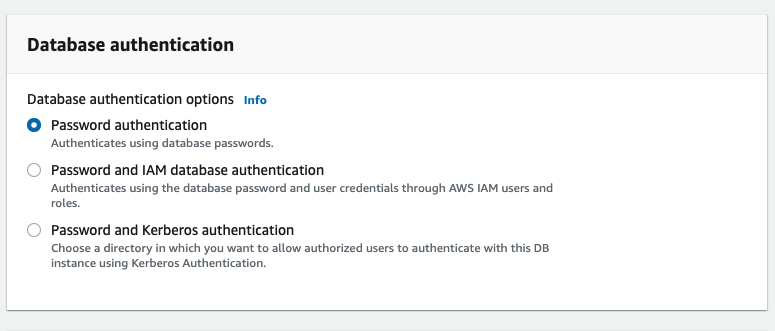 Database authentication
Database authentication options Info
Password authentication
Authenticates using database passwords.
Password and IAM database authentication
Authenticates using the database password and user credentials through AWS IAM users and
roles.
Password and Kerberos authentication
Choose a directory in which you want to allow authorized users to authenticate with this DB
instance using Kerberos Authentication.